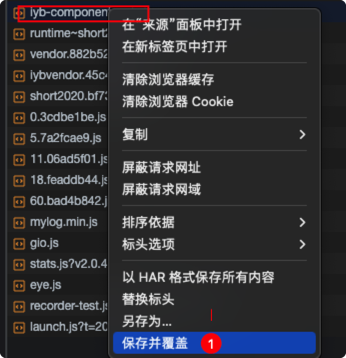 iyb-componen
在"来源"面板中打开
runtime~short
在新标签页中打开
vendor.882b52
iybvendor.45c4
清除浏览器缓存
short2020.bf73
清除浏览器 Cookie
0.3cdbe1be.js
复制
5.7a2fcae9.js
11.06ad5f01.js
屏蔽请求网址
18.feaddb44.js
屏蔽请求网域
60.bad4b842.j
mylog.min.js
排序依据
gio.js
标头选项
stats.js?v2.0.4
以 HAR 格式保存所有内容
eye.js
替换标头
recorder-test.j
另存为...
launch.js?t=20
保存并覆盖 1